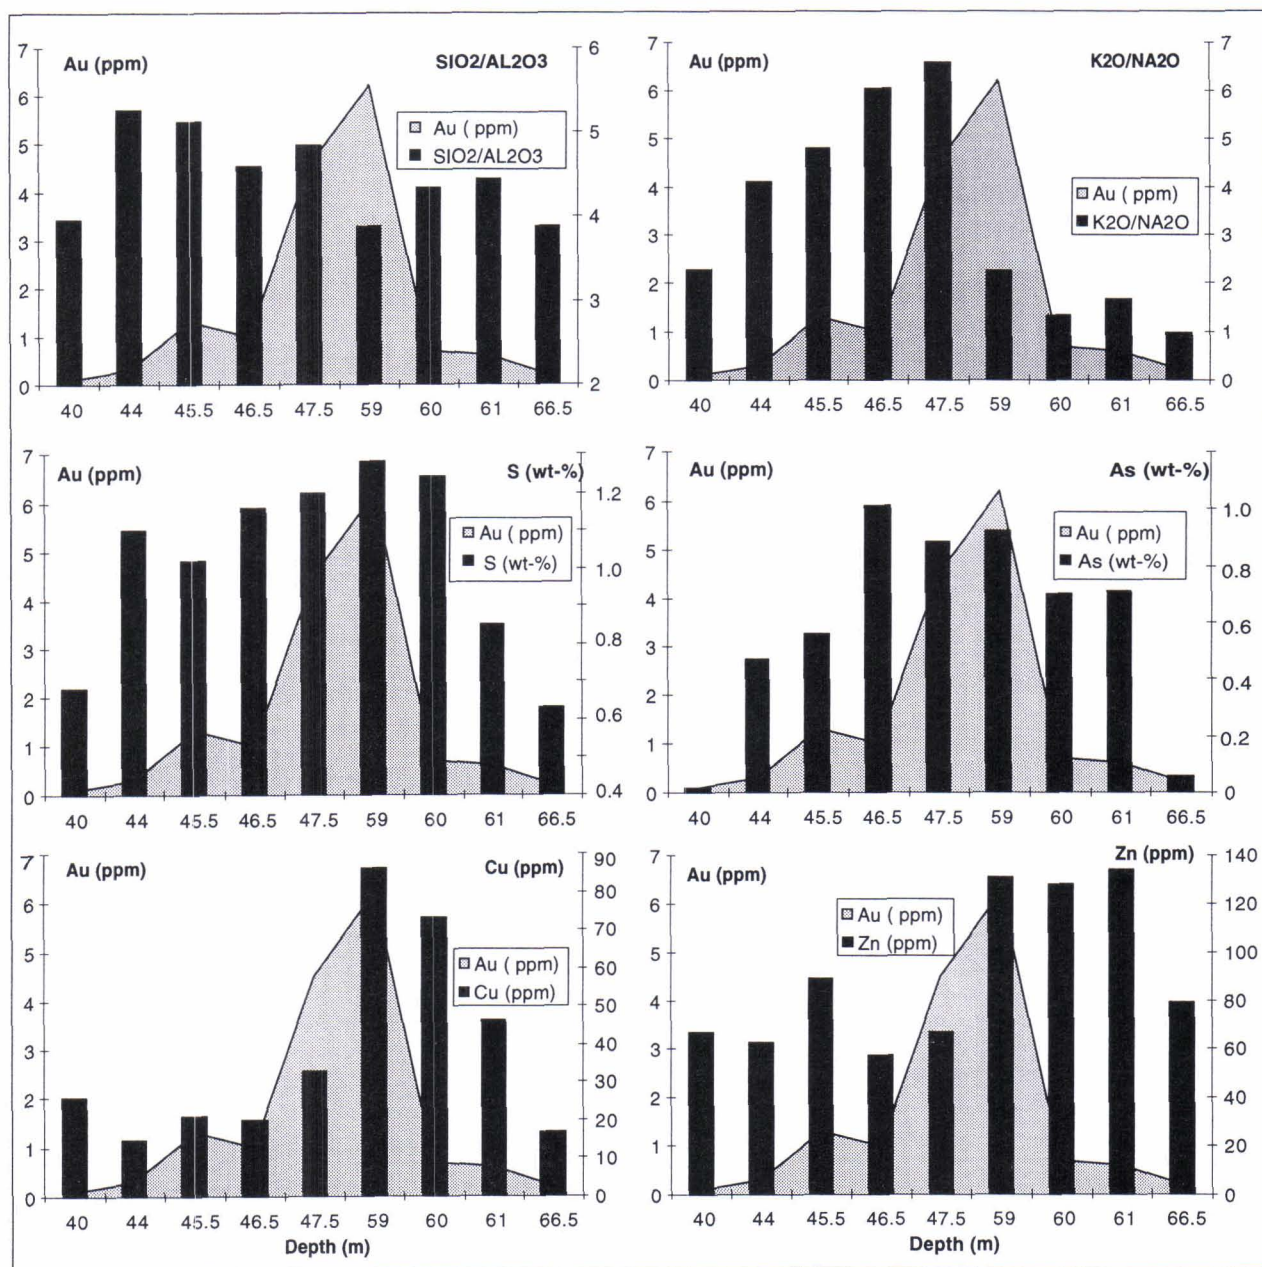 Au (ppm) SIO2/AL2O3
7 6 5 4 3 2 1 0
6 5 4 3 2
Au ( ppm)
SIO2/AL2O3
40 44 45.5 46.5 47.5 59 60 61 66.5
Au (ppm) K2O/NA2O
7 6 5 4 3 2 1 0
7 6 5 4 3 2 1 0
Au ( ppm)
K2O/NA2O
40 44 45.5 46.5 47.5 59 60 61 66.5
Au (ppm) S (wt-%)
7 6 5 4 3 2 1 0
1.2 1.0 0.8 0.6 0.4
Au ( ppm)
S (wt-%)
40 44 45.5 46.5 47.5 59 60 61 66.5
Au (ppm) As (wt-%)
7 6 5 4 3 2 1 0
1.0 0.8 0.6 0.4 0.2 0
Au ( ppm)
As (wt-%)
40 44 45.5 46.5 47.5 59 60 61 66.5
Au (ppm) Cu (ppm)
7 6 5 4 3 2 1 0
90 80 70 60 50 40 30 20 10 0
Au ( ppm)
Cu (ppm)
40 44 45.5 46.5 47.5 59 60 61 66.5
Depth (m)
Au (ppm) Zn (ppm)
7 6 5 4 3 2 1 0
140 120 100 80 60 40 20 0
Au ( ppm)
Zn (ppm)
40 44 45.5 46.5 47.5 59 60 61 66.5
Depth (m)